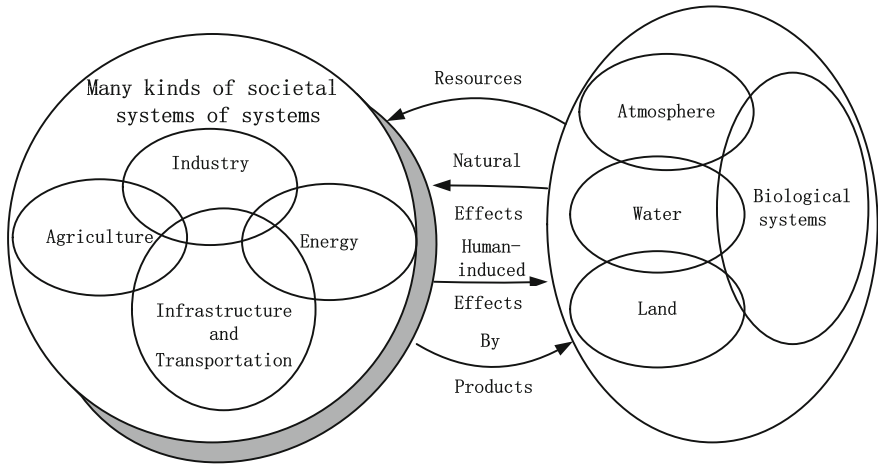 Many kinds of societal
systems of systems
Industry
Agriculture
Energy
Infrastructure
and
Transportation
Resources
Natural
Effects
Human-
induced
Effects
By
Products
Atmosphere
Water
Land
Biological
systems